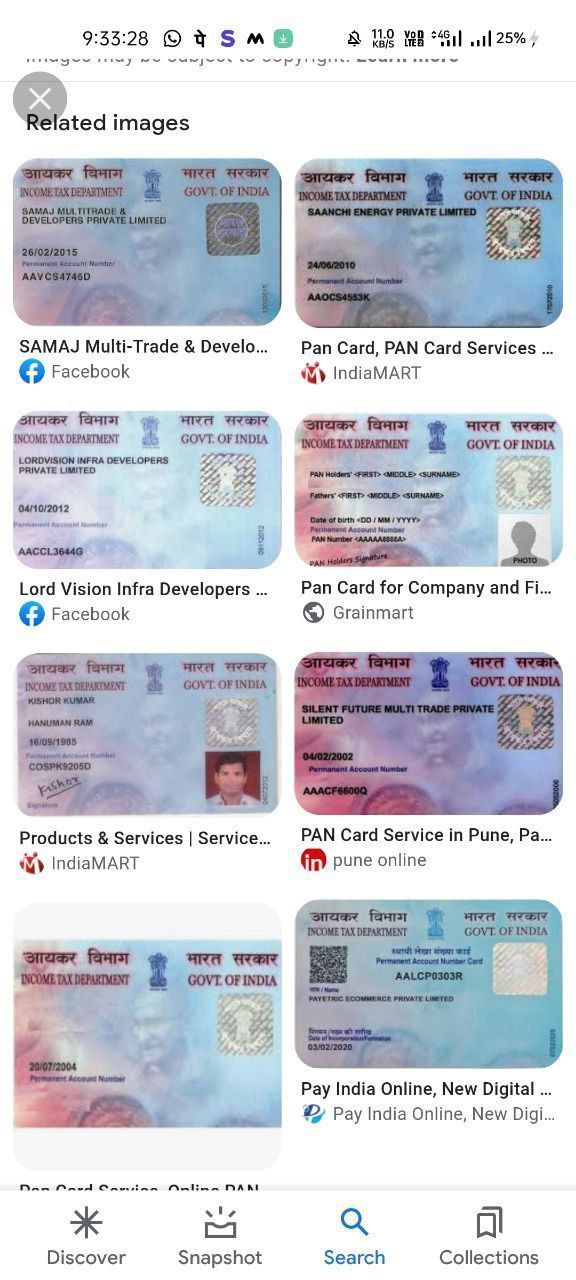 9:33:28
11.0 KB/S
VoD LTE2
4G
25%
Images may be subject to copyright. Learn more
Related images
आयकर विभाग
भारत सरकार
INCOME TAX DEPARTMENT
GOVT. OF INDIA
SAMAJ MULTITRADE &
DEVELOPERS PRIVATE LIMITED
26/02/2015
Permanent Account Number
AAVCS4746D
SAMAJ Multi-Trade & Develo...
Facebook
आयकर विभाग
भारत सरकार
INCOME TAX DEPARTMENT
GOVT. OF INDIA
SAANCHI ENERGY PRIVATE LIMITED
24/06/2010
Permanent Account Number
AAOCS4553K
17072010
Pan Card, PAN Card Services ...
IndiaMART
आयकर विभाग
भारत सरकार
INCOME TAX DEPARTMENT
GOVT. OF INDIA
LORDVISION INFRA DEVELOPERS
PRIVATE LIMITED
04/10/2012
Permanent Account Number
AACCL3644G
09112012
Lord Vision Infra Developers ...
Facebook
आयकर विभाग
भारत सरकार
INCOME TAX DEPARTMENT
GOVT. OF INDIA
PAN Holders' <FIRST> <MIDDLE> <SURNAME>
Fathers' <FIRST> <MIDDLE> <SURNAME>
Date of birth <DD / MM / YYYY>
Permanent Account Number
PAN Number <AAAAA8888A>
PAN Holders Signature
PHOTO
Pan Card for Company and Fi...
Grainmart
आयकर विभाग
भारत सरकार
INCOME TAX DEPARTMENT
GOVT. OF INDIA
KISHOR KUMAR
HANUMAN RAM
16/09/1985
Permanent Account Number
COSPK9205D
Kishor
Signature
Products & Services | Service...
IndiaMART
आयकर विभाग
भारत सरकार
INCOME TAX DEPARTMENT
GOVT. OF INDIA
SILENT FUTURE MULTI TRADE PRIVATE
LIMITED
04/02/2002
Permanent Account Number
AAACF6600Q
PAN Card Service in Pune, Pa...
in pune online
आयकर विभाग
भारत सरकार
INCOME TAX DEPARTMENT
GOVT. OF INDIA
20/07/2004
Permanent Account Number
Pan Card Service, Online PAN
आयकर विभाग
भारत सरकार
INCOME TAX DEPARTMENT
GOVT. OF INDIA
स्थायी लेखा संख्या कार्ड
Permanent Account Number Card
AALCP0303R
नाम / Name
PAYETRIC ECOMMERCE PRIVATE LIMITED
निगमन / गठन की तारीख
Date of Incorporation/Formation
03/02/2020
Pay India Online, New Digital ...
Pay India Online, New Digi...
Discover
Snapshot
Search
Collections